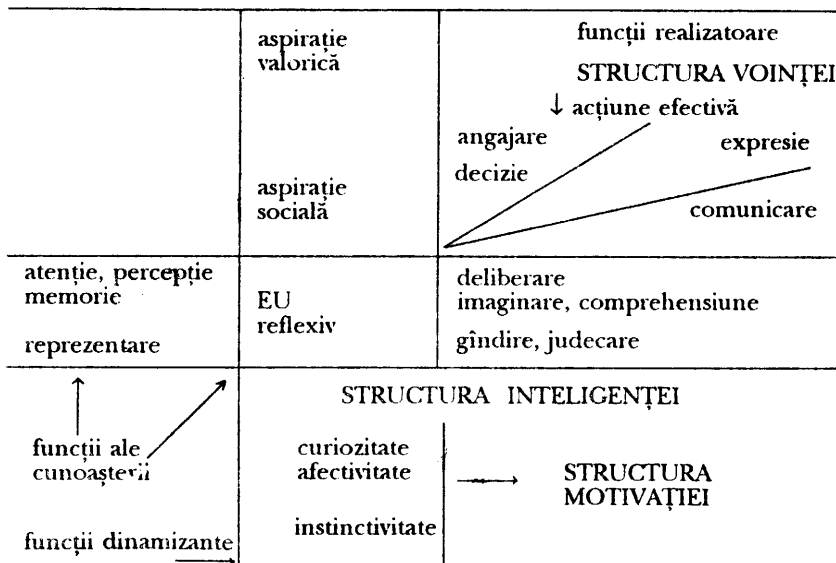 aspirație
valorică
funcții realizatoare
STRUCTURA VOINȚEI
↓ acțiune efectivă
angajare
decizie
expresie
aspirație
socială
comunicare
atenție, percepție
memorie
reprezentare
EU
reflexiv
deliberare
imaginare, comprehensiune
gîndire, judecare
STRUCTURA INTELIGENȚEI
funcții ale
cunoașterii
curiozitate
afectivitate
STRUCTURA
MOTIVAȚIEI
instinctivitate
funcții dinamizante